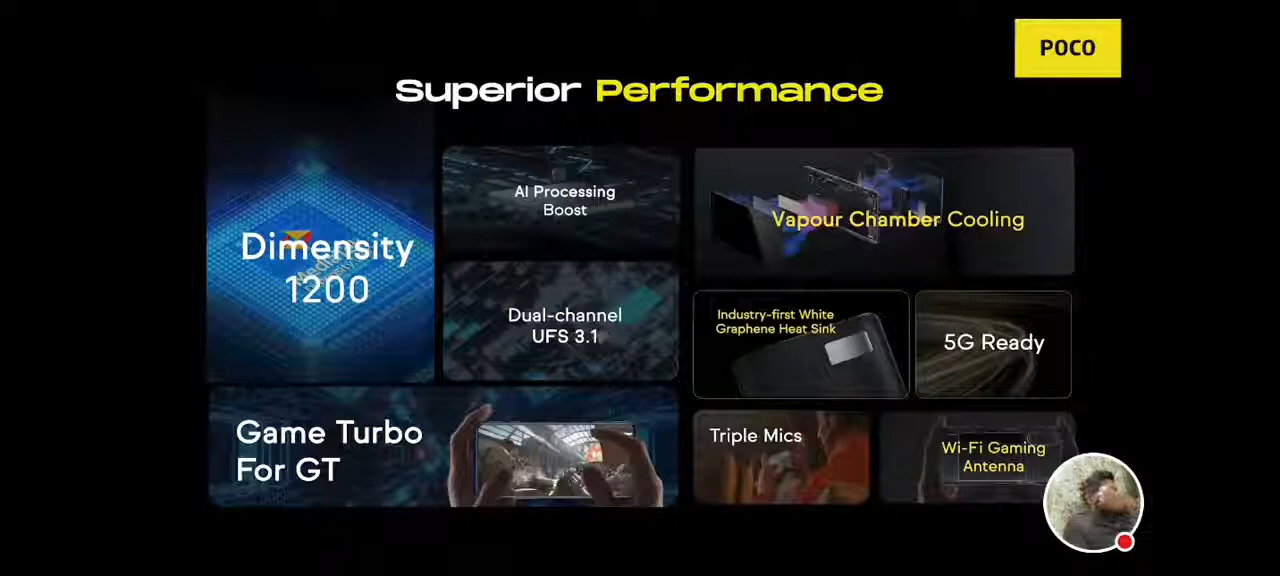 POCO
Superior Performance
Dimensity
1200
AI Processing
Boost
Dual-channel
UFS 3.1
Game Turbo
For GT
Vapour Chamber Cooling
Industry-first White
Graphene Heat Sink
5G Ready
Triple Mics
Wi-Fi Gaming
Antenna